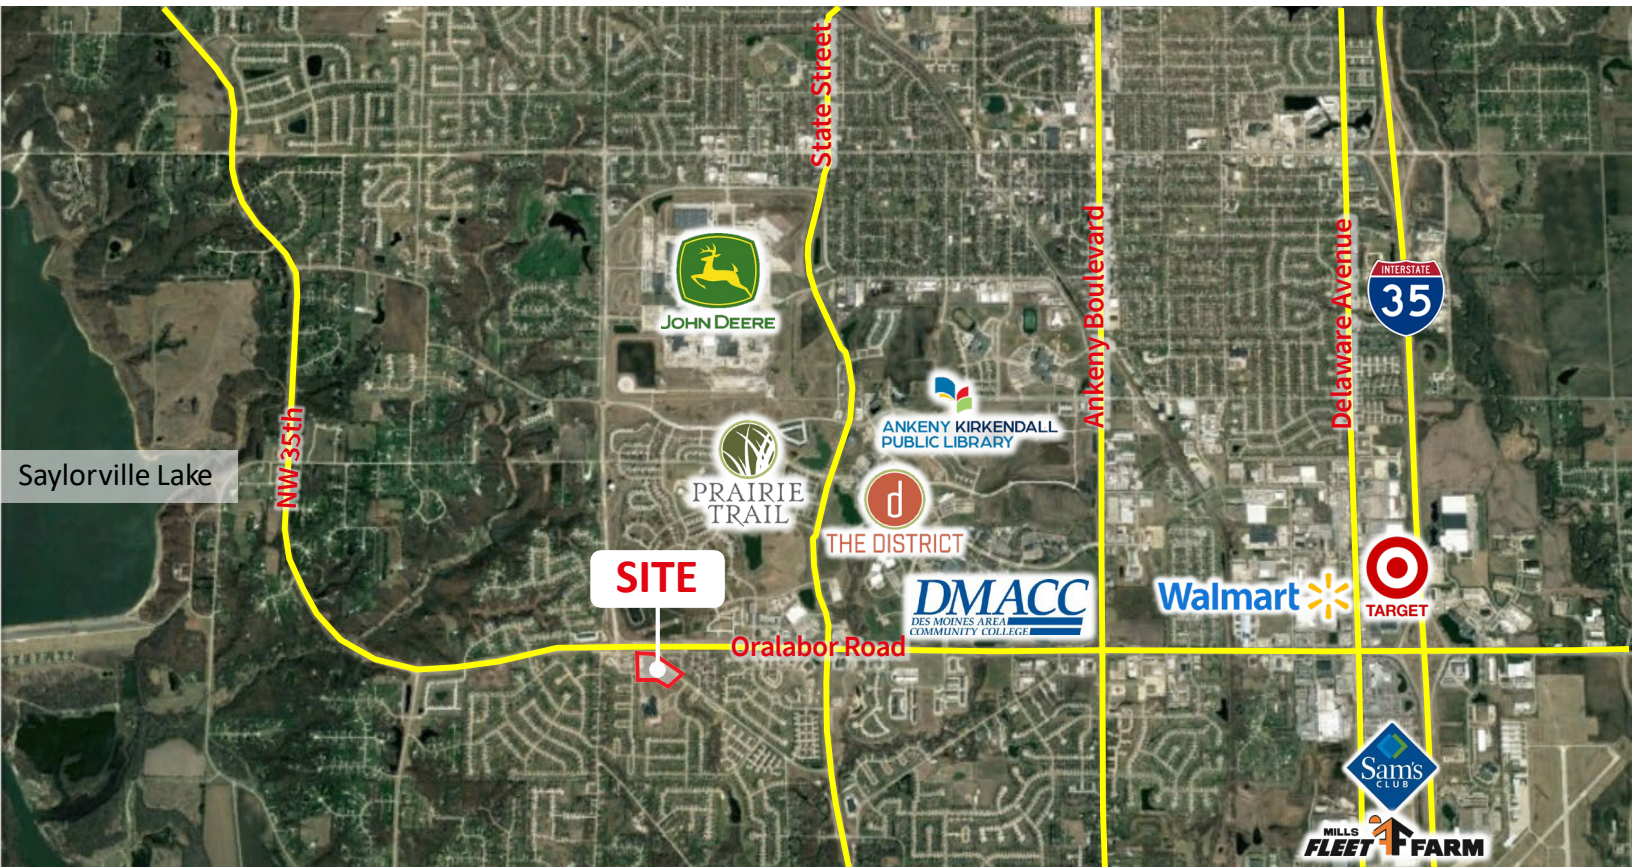 State Street
INTERSTATE
35
Ankeny Boulevard
Delaware Avenue
JOHN DEERE
NW 35th
ANKENY KIRKENDALL
PUBLIC LIBRARY
Saylorville Lake
PRAIRIE
TRAIL
d
THE DISTRICT
SITE
DMACC
DES MOINES AREA
COMMUNITY COLLEGE
Walmart
TARGET
Oralabor Road
Sam's
CLUB
MILLS
FLEET FARM